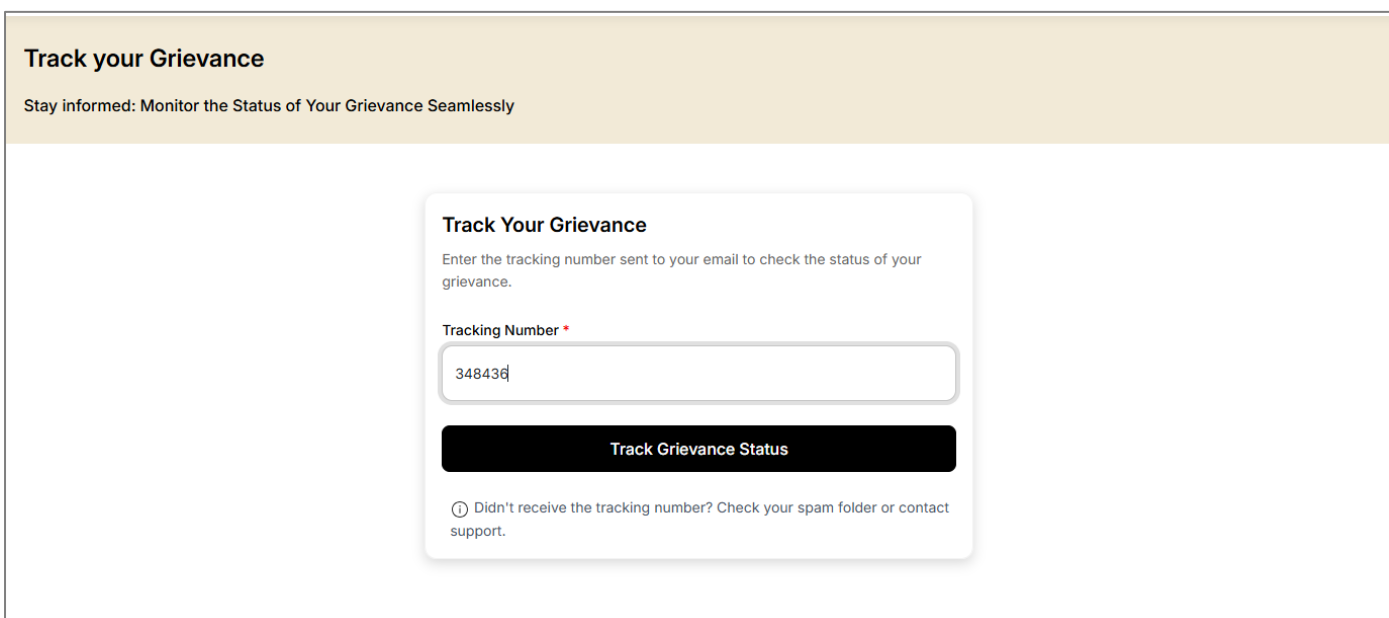 Track your Grievance
Stay informed: Monitor the Status of Your Grievance Seamlessly
Track Your Grievance
Enter the tracking number sent to your email to check the status of your
grievance.
Tracking Number *
348436
Track Grievance Status
Didn't receive the tracking number? Check your spam folder or contact
support.